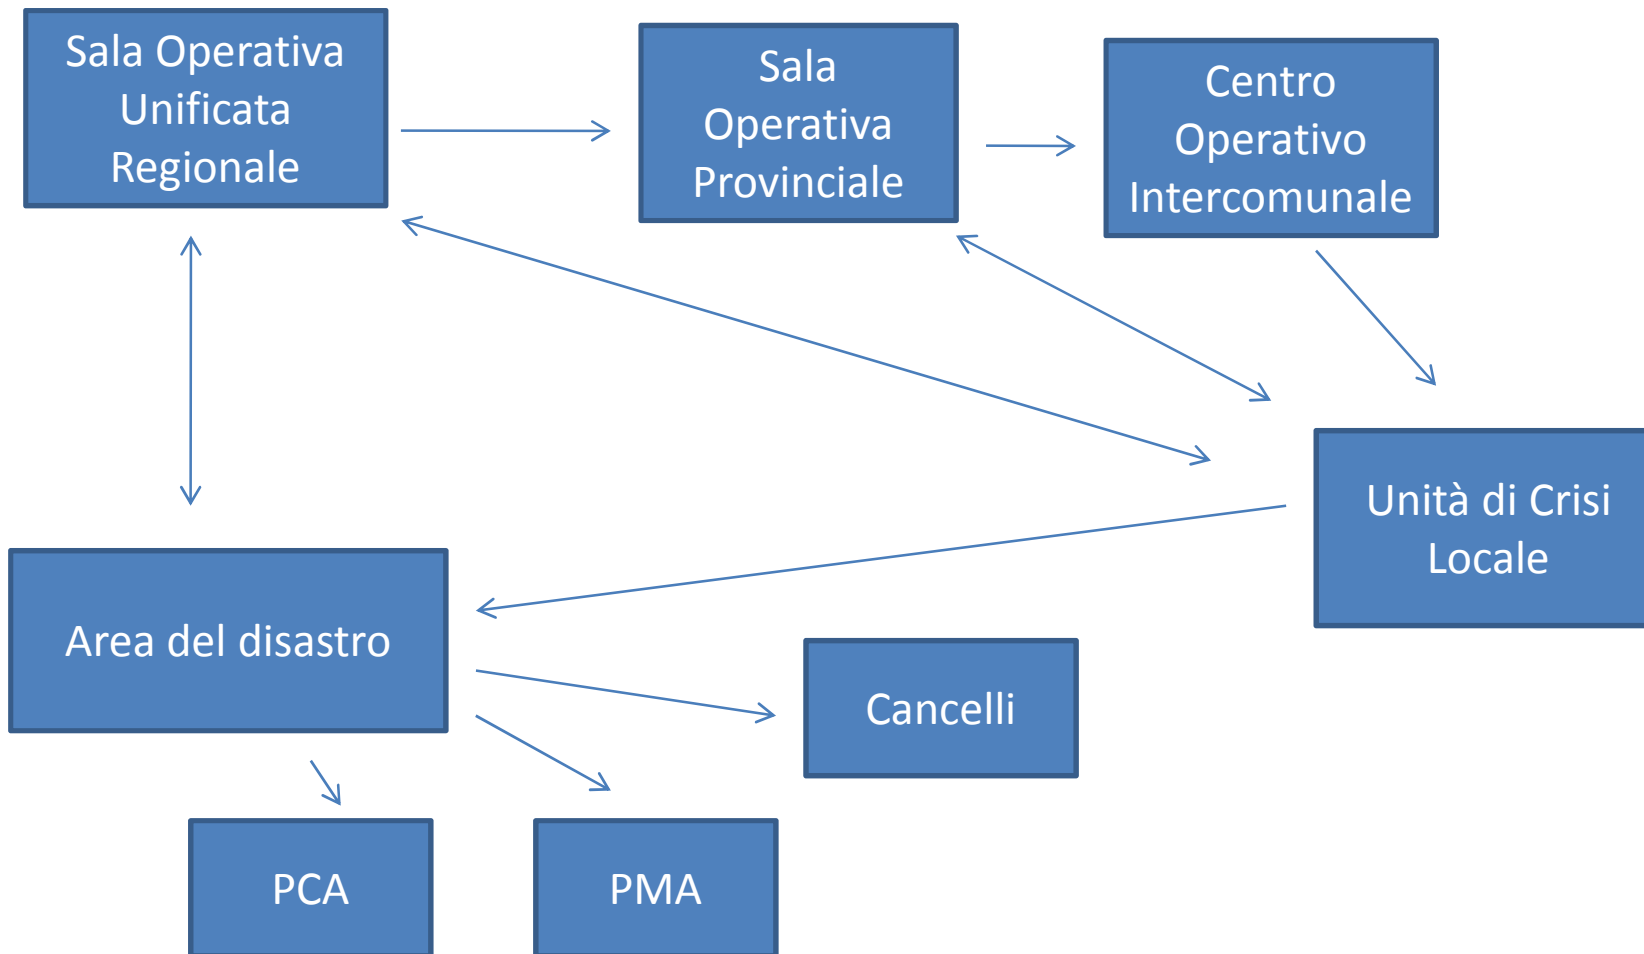 Sala Operativa
Unificata
Regionale
Sala
Operativa
Provinciale
Centro
Operativo
Intercomunale
Unità di Crisi
Locale
Area del disastro
Cancelli
PCA
PMA